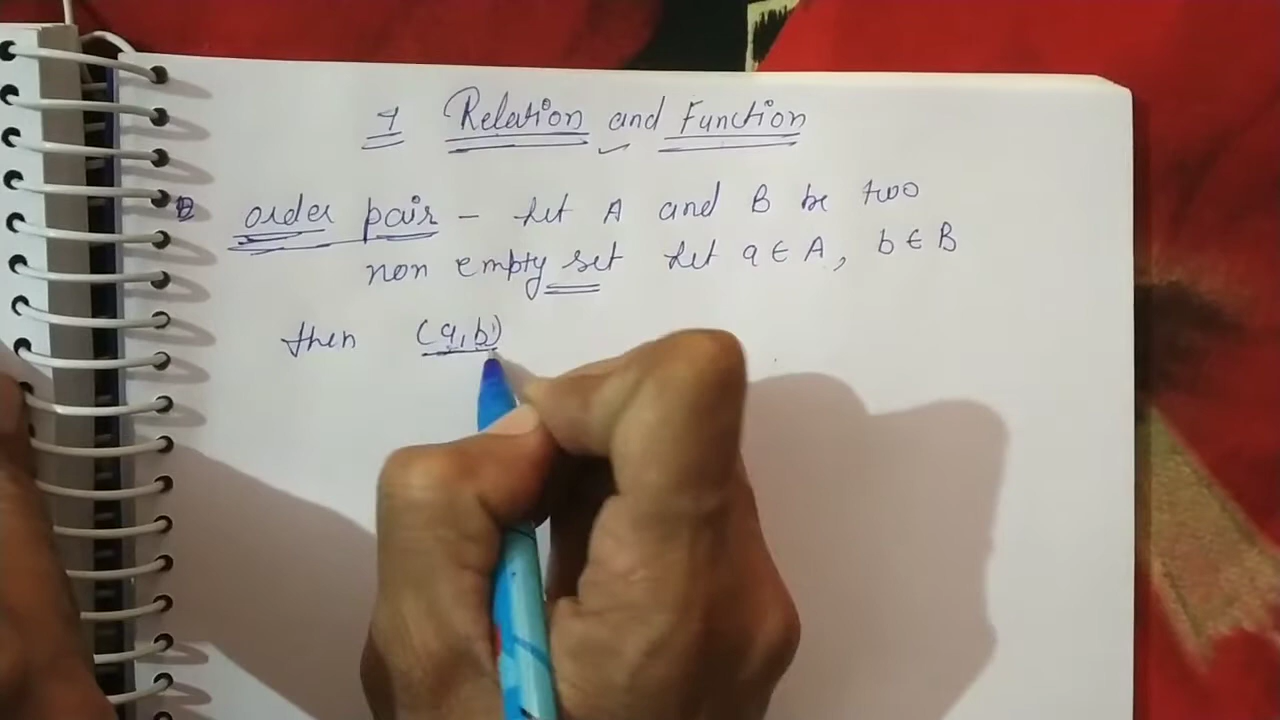 1 Relation and Function
order pair - Let A and B be two
non empty set Let a ∈ A, b ∈ B
then (a, b)